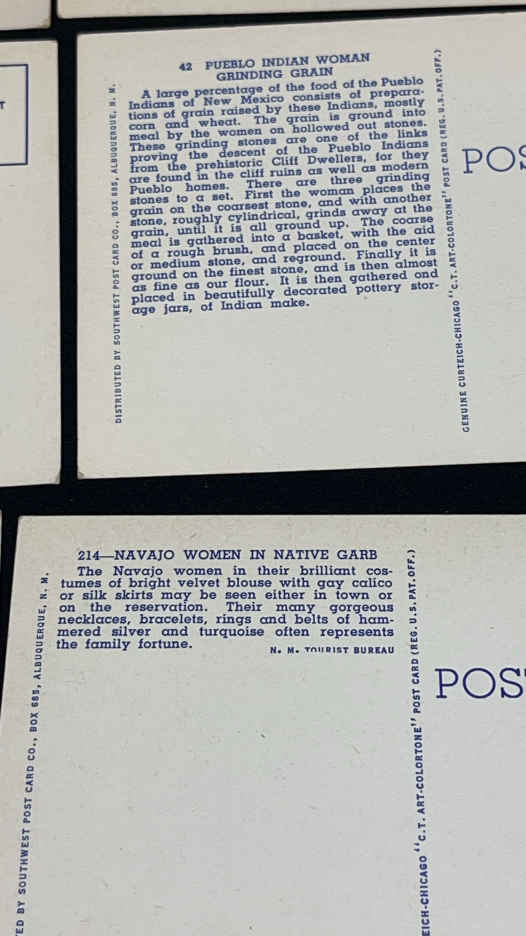 T
42 PUEBLO INDIAN WOMAN
GRINDING GRAIN
A large percentage of the food of the Pueblo
Indians of New Mexico consists of prepara-
tions of grain raised by these Indians, mostly
corn and wheat. The grain is ground into
meal by the women on hollowed out stones.
These grinding stones are one of the links
proving the descent of the Pueblo Indians
from the prehistoric Cliff Dwellers, for they
are found in the cliff ruins as well as modern
Pueblo homes. There are three grinding
stones to a set. First the woman places the
grain on the coarsest stone, and with another
stone, roughly cylindrical, grinds away at the
grain, until it is all ground up. The coarse
meal is gathered into a basket, with the aid
of a rough brush, and placed on the center
or medium stone, and reground. Finally it is
ground on the finest stone, and is then almost
as fine as our flour. It is then gathered ond
placed in beautifully decorated pottery stor-
age jars, of Indian make.
DISTRIBUTED BY SOUTHWEST POST CARD CO., BOX 685, ALBUQUERQUE, N. M.
GENUINE CURTEICH-CHICAGO "C.T. ART-COLORTONE" POST CARD (REG. U.S. PAT. OFF.)
POS
214—NAVAJO WOMEN IN NATIVE GARB
The Navajo women in their brilliant cos-
tumes of bright velvet blouse with gay calico
or silk skirts may be seen either in town or
on the reservation. Their many gorgeous
necklaces, bracelets, rings and belts of ham-
mered silver and turquoise often represents
the family fortune.
N. M. TOURIST BUREAU
TED BY SOUTHWEST POST CARD CO., BOX 685, ALBUQUERQUE, N. M.
EICH-CHICAGO "C.T. ART-COLORTONE" POST CARD (REG. U.S. PAT. OFF.)
POST